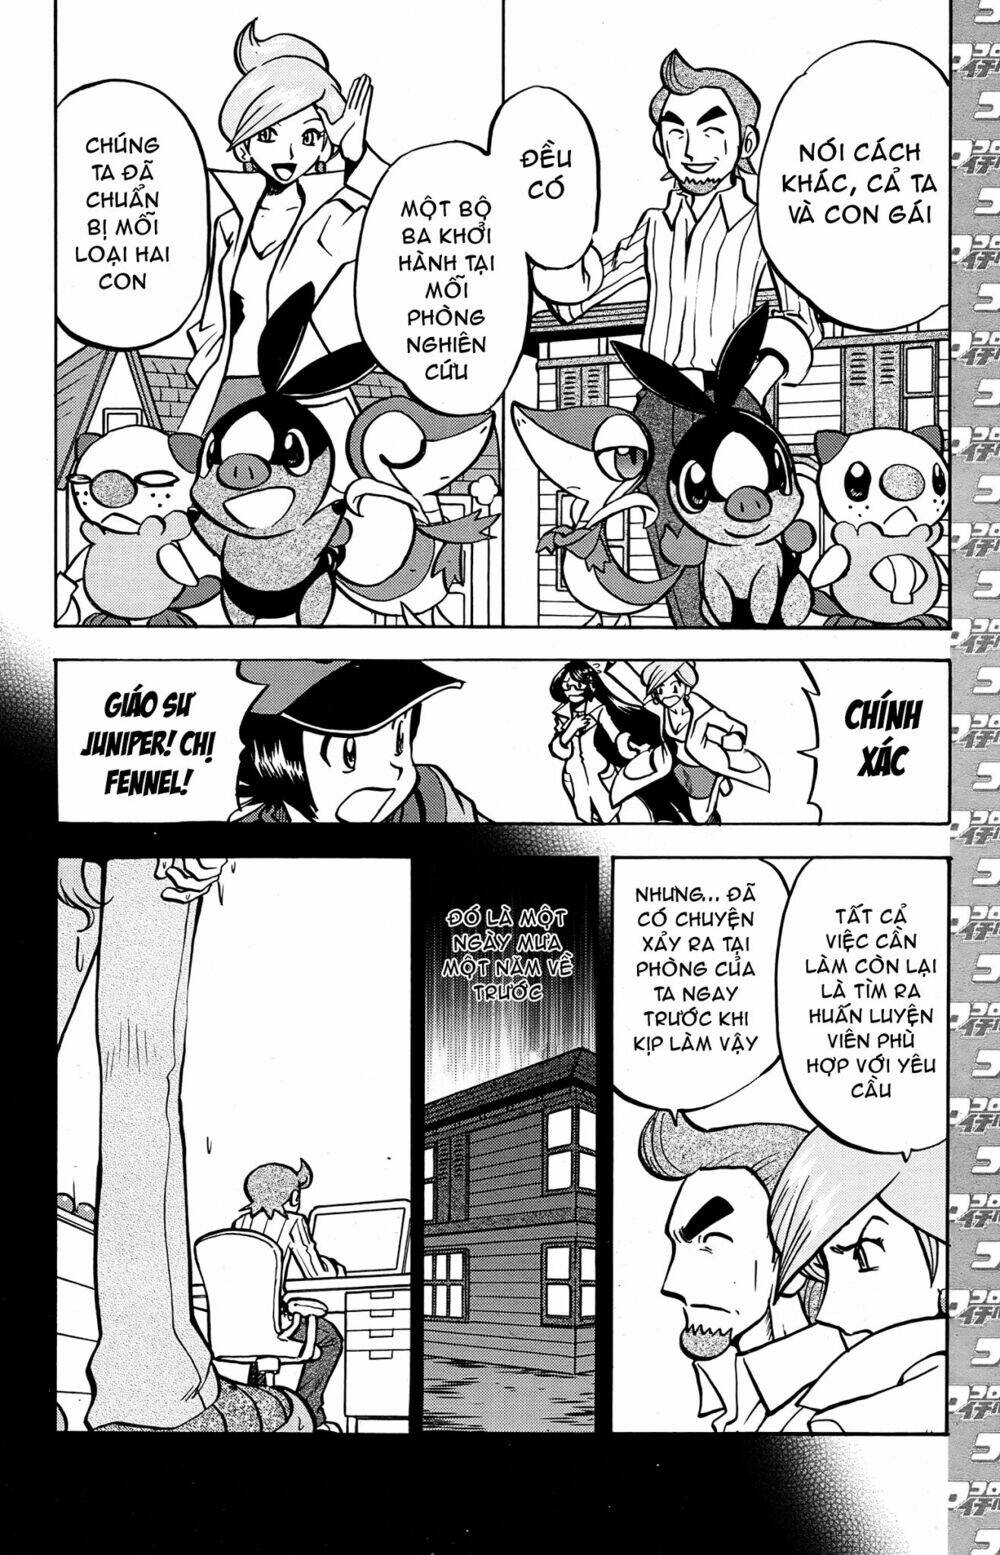 NÓI CÁCH
KHÁC, CẢ TA
VÀ CON GÁI
ĐỀU
CÓ
MỘT BỘ
BA KHỞI
HÀNH TẠI
MỖI
PHÒNG
NGHIÊN
CỨU
CHÚNG
TA ĐÃ
CHUẨN
BỊ MỖI
LOẠI HAI
CON
CHÍNH
XÁC
GIÁO SƯ
JUNIPER! CHỊ
FENNEL!
TẤT CẢ
VIỆC CẦN
LÀM CÒN LẠI
LÀ TÌM RA
HUẤN LUYỆN
VIÊN PHÙ
HỢP VỚI YÊU
CẦU
NHƯNG... ĐÃ
CÓ CHUYỆN
XẢY RA TẠI
PHÒNG CỦA
TA NGAY
TRƯỚC KHI
KỊP LÀM VẬY
ĐÓ LÀ MỘT
NGÀY MƯA
MỘT NĂM VỀ
TRƯỚC